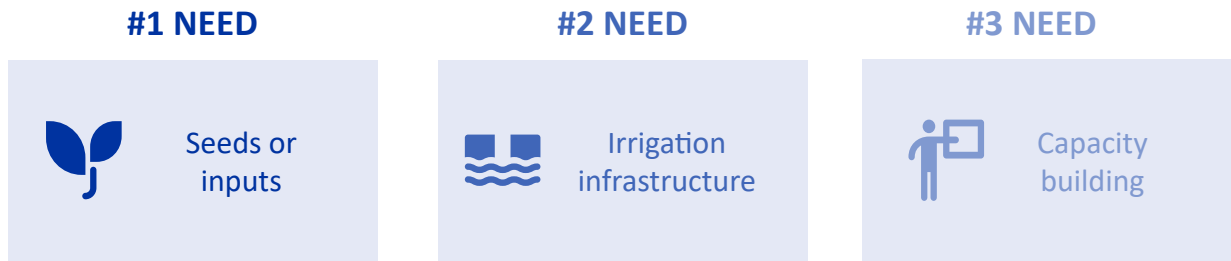 #1 NEED
#2 NEED
#3 NEED
Seeds or
inputs
Irrigation
infrastructure
Capacity
building